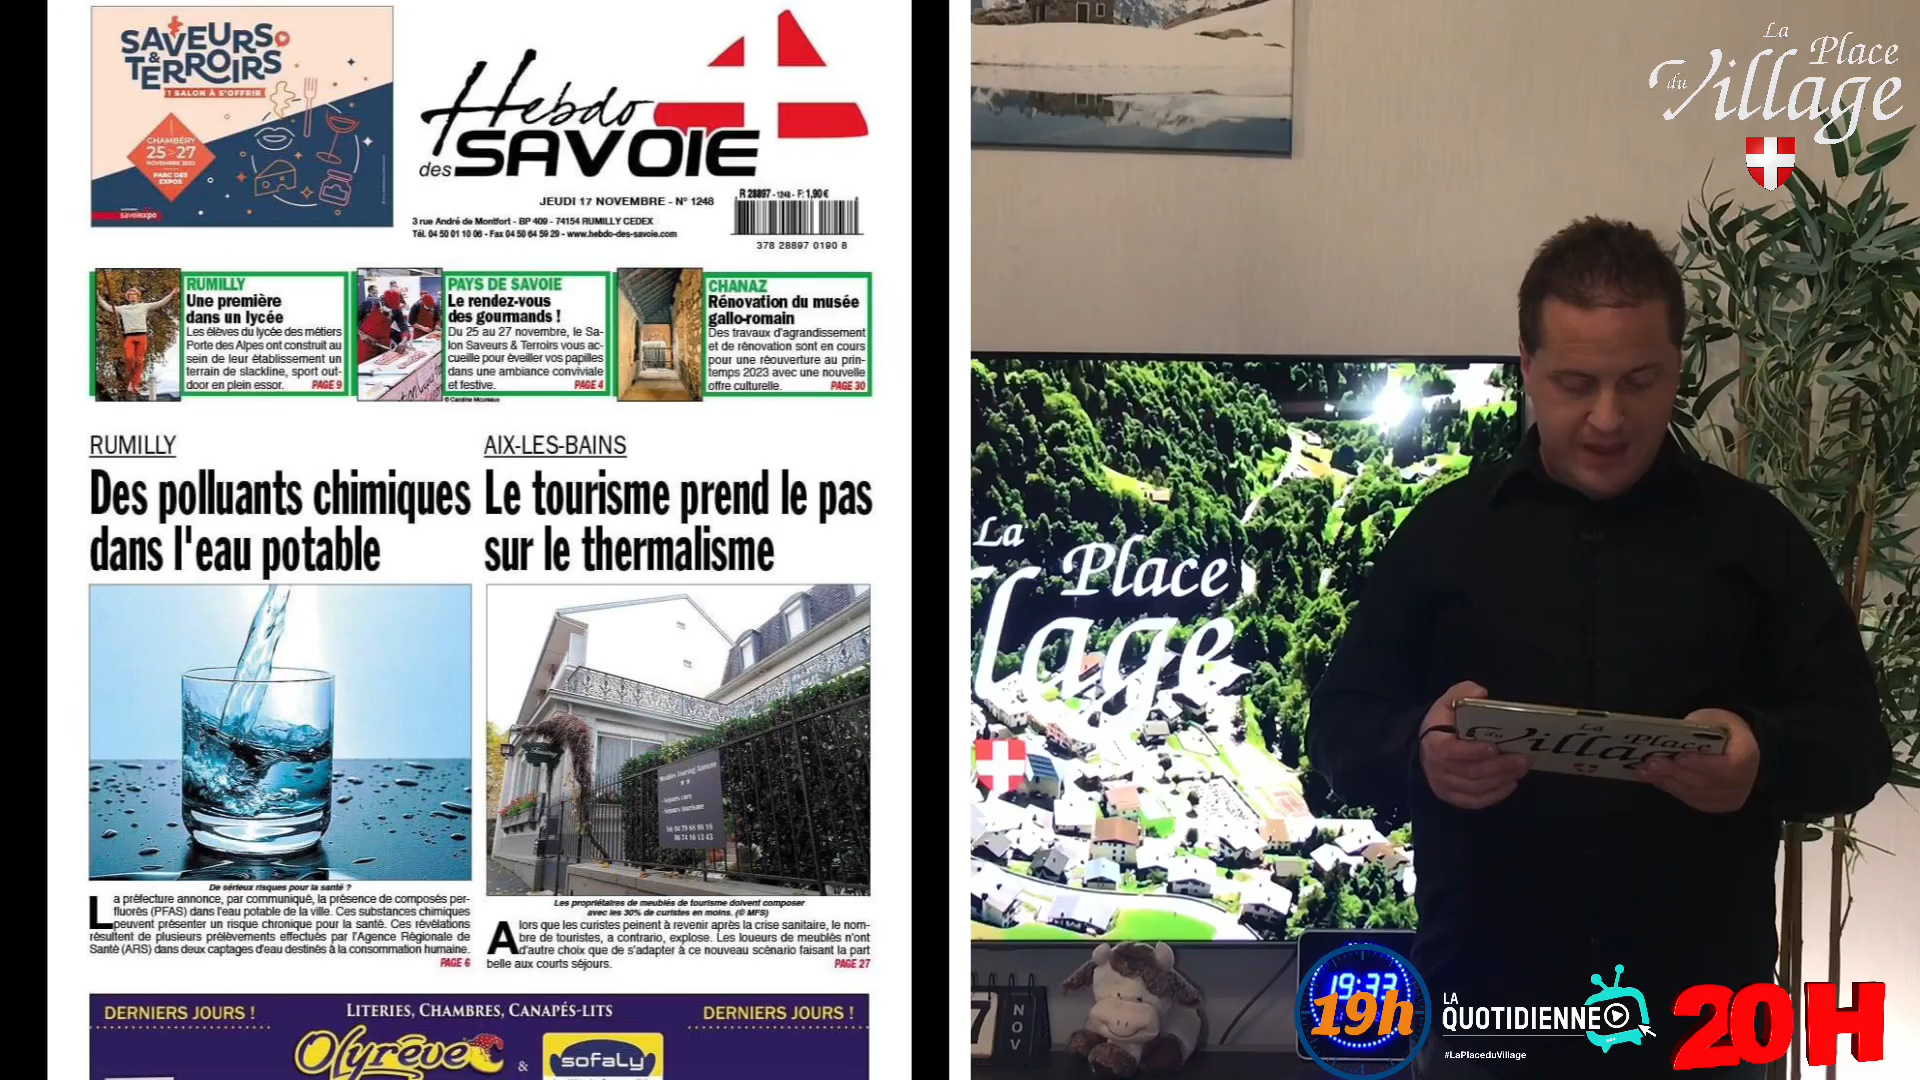 SAVEURS
& TERROIRS
1 SALON À S'OFFRIR
CHAMBÉRY
25>27
NOVEMBRE 2022
PARC DES
EXPOS
savoiexpo
Hebdo
des SAVOIE
JEUDI 17 NOVEMBRE - N° 1248
R 28897 - 1248 - F: 1,90 €
3 rue André de Montfort - BP 409 - 74154 RUMILLY CEDEX
Tél. 04 50 01 10 06 - Fax 04 50 64 59 29 - www.hebdo-des-savoie.com
378 28897 0190 8
RUMILLY
Une première
dans un lycée
Les élèves du lycée des métiers
Porte des Alpes ont construit au
sein de leur établissement un
terrain de slackline, sport out-
door en plein essor. PAGE 9
PAYS DE SAVOIE
Le rendez-vous
des gourmands !
Du 25 au 27 novembre, le Sa-
lon Saveurs & Terroirs vous ac-
cueille pour éveiller vos papilles
dans une ambiance conviviale
et festive. PAGE 4
© Caroline Moureaux
CHANAZ
Rénovation du musée
gallo-romain
Des travaux d'agrandissement
et de rénovation sont en cours
pour une réouverture au prin-
temps 2023 avec une nouvelle
offre culturelle. PAGE 30
RUMILLY
Des polluants chimiques
dans l'eau potable
De sérieux risques pour la santé ?
La préfecture annonce, par communiqué, la présence de composés per-
fluorés (PFAS) dans l'eau potable de la ville. Ces substances chimiques
peuvent présenter un risque chronique pour la santé. Ces révélations
résultent de plusieurs prélèvements effectués par l'Agence Régionale de
Santé (ARS) dans deux captages d'eau destinés à la consommation humaine.
PAGE 6
AIX-LES-BAINS
Le tourisme prend le pas
sur le thermalisme
Meublés Touring Azimone
- Séjours cure
- Séjours tourisme
Les propriétaires de meublés de tourisme doivent composer
avec les 30% de curistes en moins. (© MFS)
Alors que les curistes peinent à revenir après la crise sanitaire, le nom-
bre de touristes, a contrario, explose. Les loueurs de meublés n'ont
d'autre choix que de s'adapter à ce nouveau scénario faisant la part
belle aux courts séjours. PAGE 27
DERNIERS JOURS !
LITERIES, CHAMBRES, CANAPÉS-LITS
DERNIERS JOURS !
Olyrêve & sofaly
La Place
du Village
La Place
llage
La Place
du Village
7
NOV
19:33
19h
LA
QUOTIDIENNE
#LaPlaceduVillage
20H